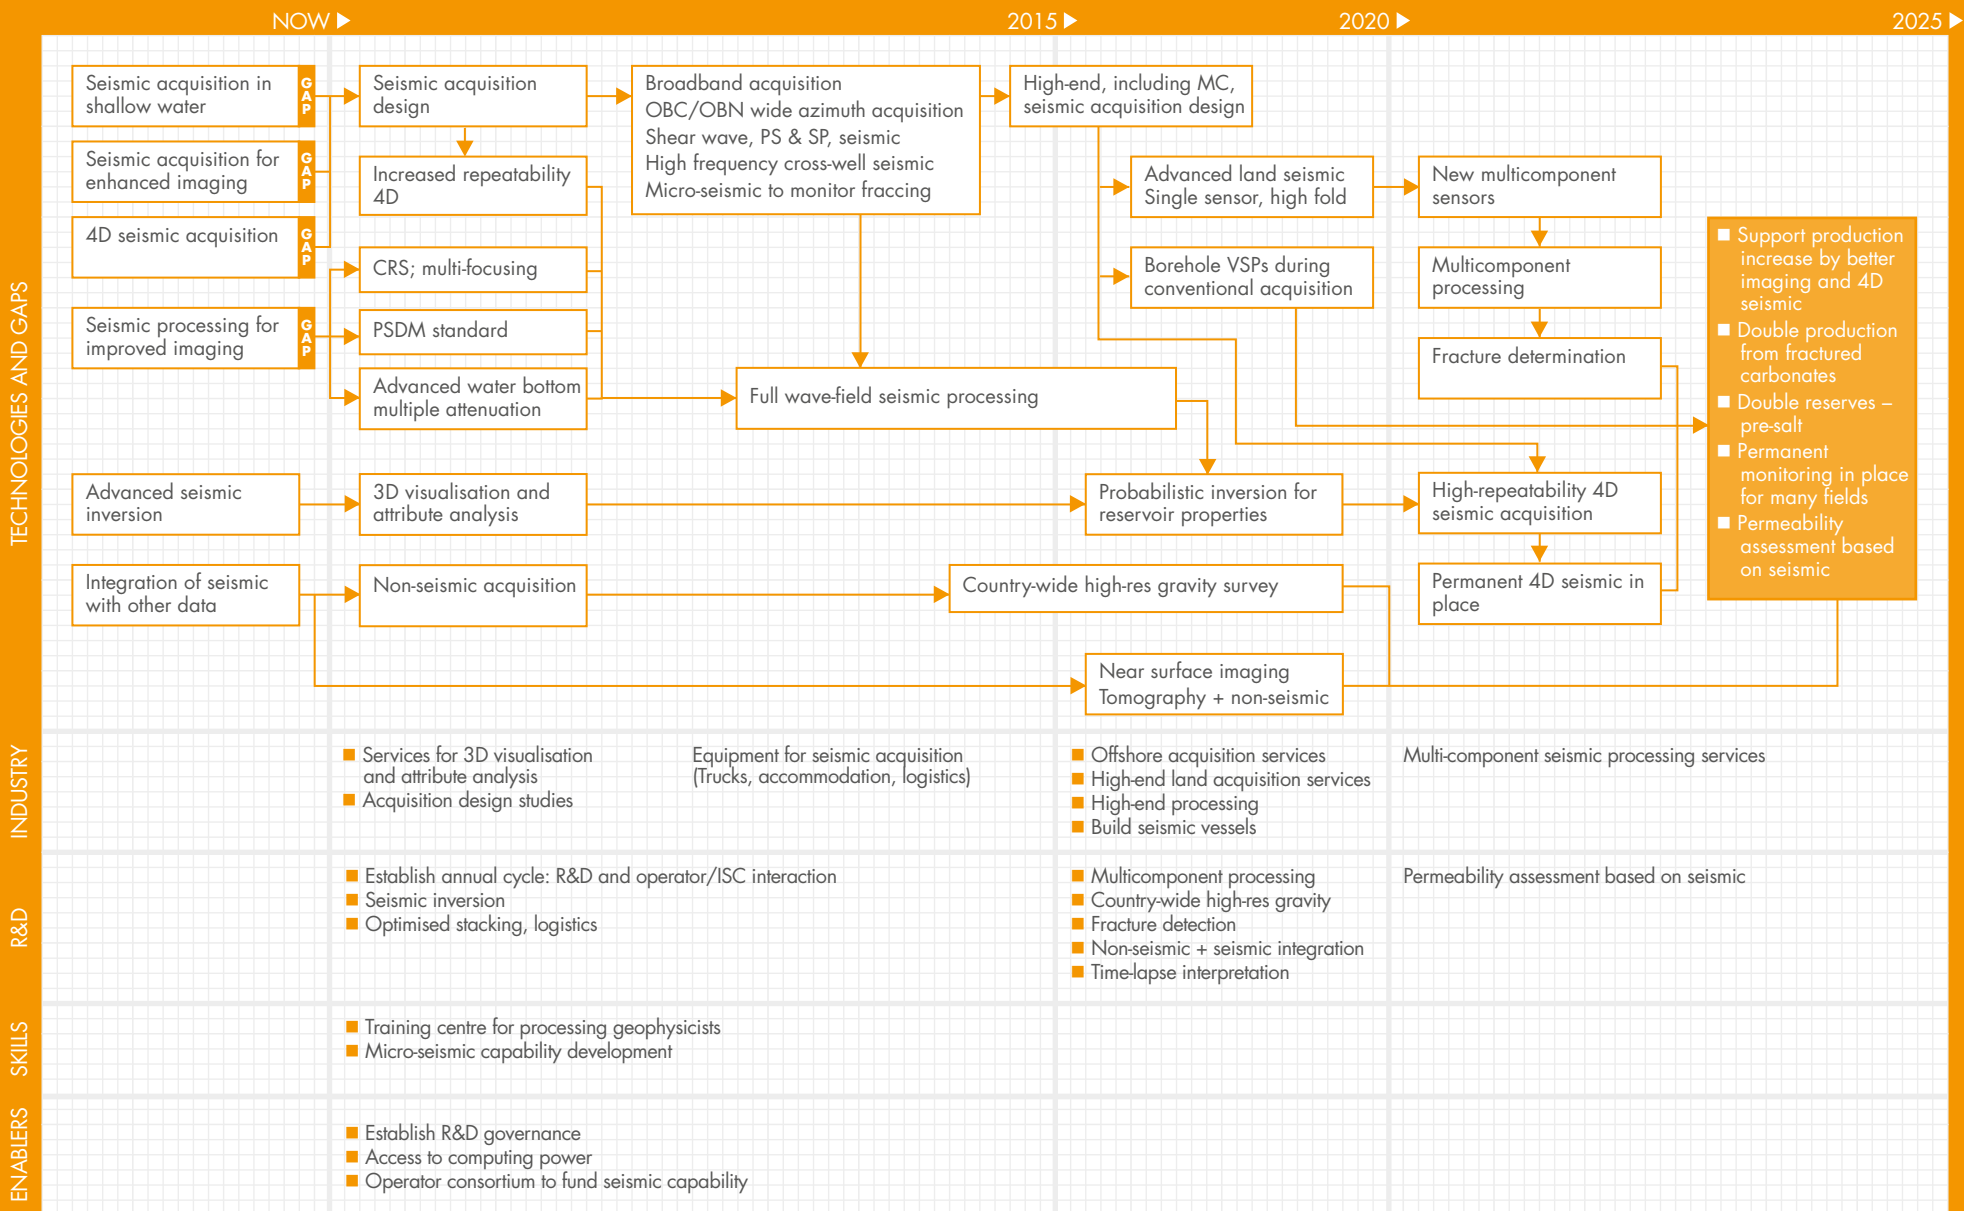 NOW
2015
2020
2025
TECHNOLOGIES AND GAPS
Seismic acquisition in
shallow water
GAP
Seismic acquisition for
enhanced imaging
GAP
4D seismic acquisition
GAP
Seismic processing for
improved imaging
GAP
Advanced seismic
inversion
Integration of seismic
with other data
Seismic acquisition
design
Increased repeatability
4D
CRS; multi-focusing
PSDM standard
Advanced water bottom
multiple attenuation
3D visualisation and
attribute analysis
Non-seismic acquisition
Broadband acquisition
OBC/OBN wide azimuth acquisition
Shear wave, PS & SP, seismic
High frequency cross-well seismic
Micro-seismic to monitor fraccing
Full wave-field seismic processing
Country-wide high-res gravity survey
High-end, including MC,
seismic acquisition design
Advanced land seismic
Single sensor, high fold
Borehole VSPs during
conventional acquisition
Probabilistic inversion for
reservoir properties
Near surface imaging
Tomography + non-seismic
New multicomponent
sensors
Multicomponent
processing
Fracture determination
High-repeatability 4D
seismic acquisition
Permanent 4D seismic in
place
Support production
increase by better
imaging and 4D
seismic
Double production
from fractured
carbonates
Double reserves –
pre-salt
Permanent
monitoring in place
for many fields
Permeability
assessment based
on seismic
INDUSTRY
Services for 3D visualisation
and attribute analysis
Acquisition design studies
Equipment for seismic acquisition
(Trucks, accommodation, logistics)
Offshore acquisition services
High-end land acquisition services
High-end processing
Build seismic vessels
Multi-component seismic processing services
R&D
Establish annual cycle: R&D and operator/ISC interaction
Seismic inversion
Optimised stacking, logistics
Multicomponent processing
Country-wide high-res gravity
Fracture detection
Non-seismic + seismic integration
Time-lapse interpretation
Permeability assessment based on seismic
SKILLS
Training centre for processing geophysicists
Micro-seismic capability development
ENABLERS
Establish R&D governance
Access to computing power
Operator consortium to fund seismic capability